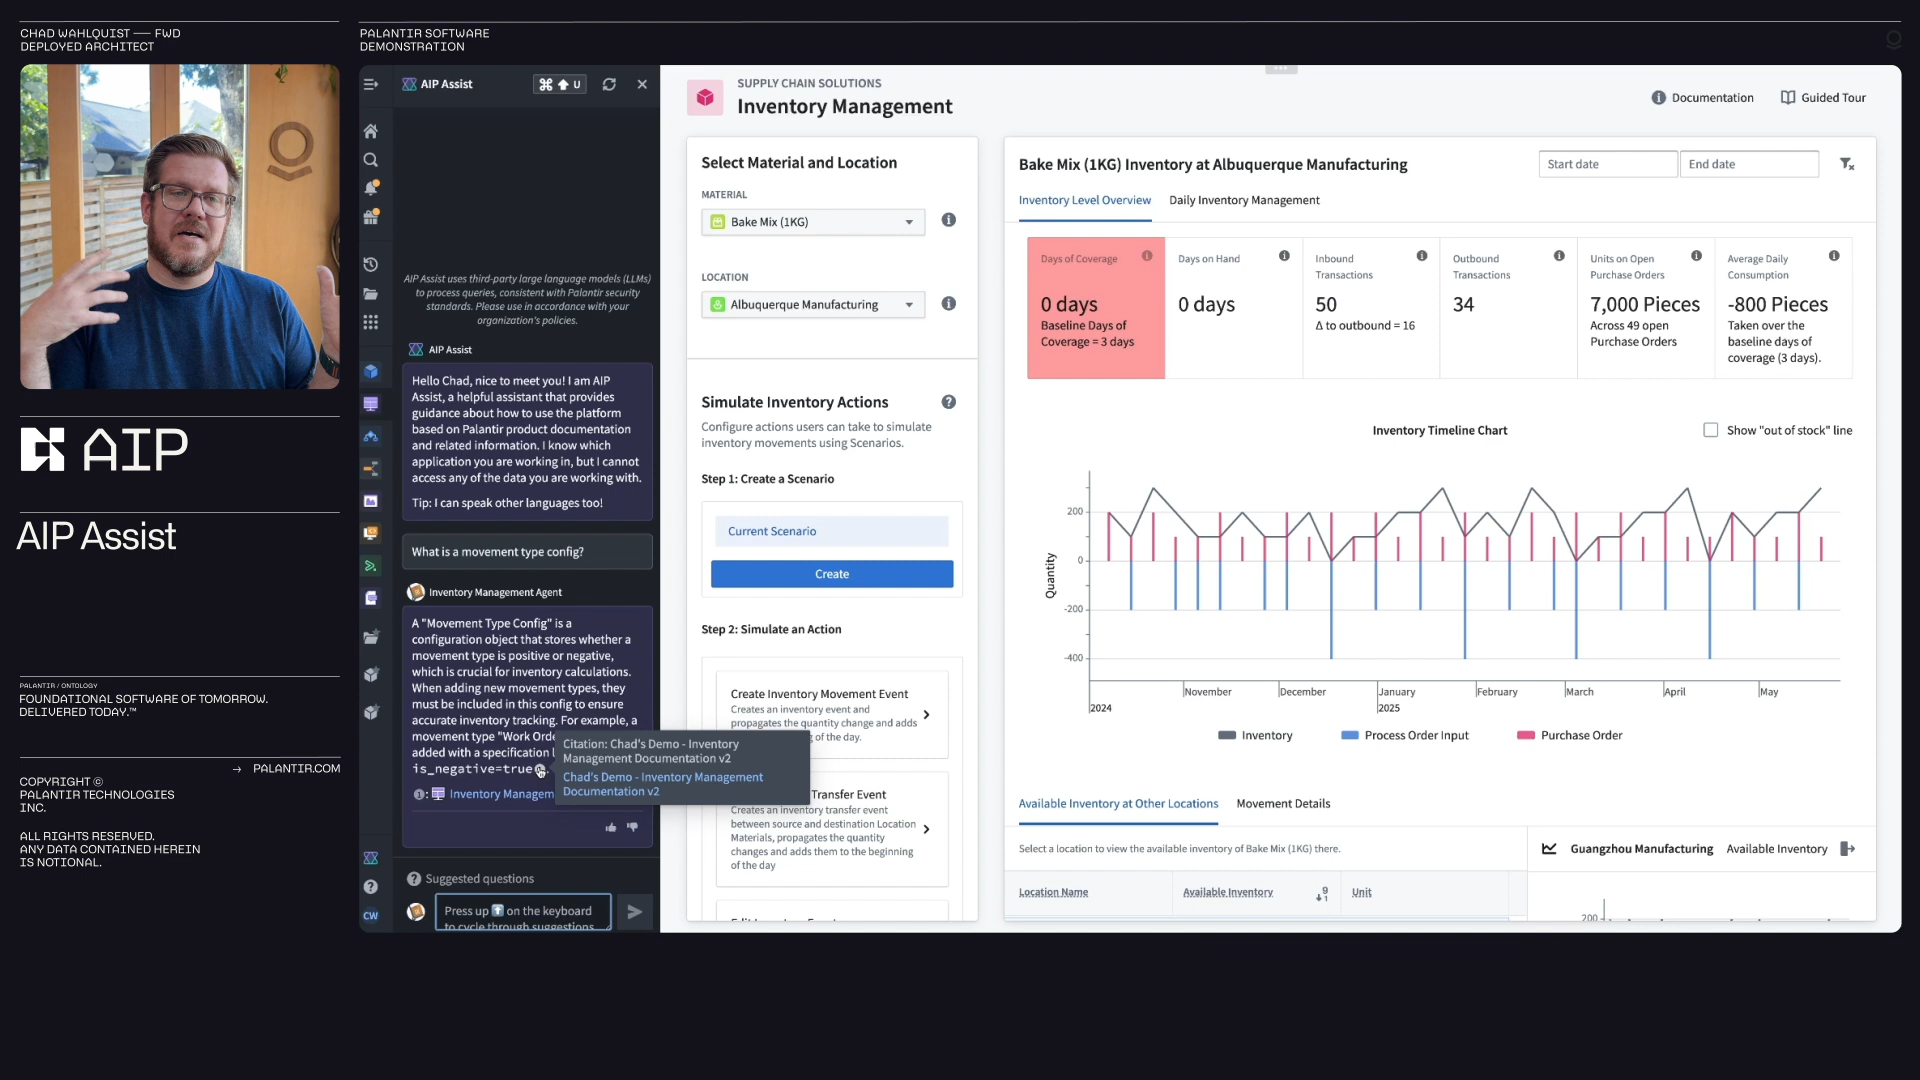 CHAD WAHLQUIST — FWD
DEPLOYED ARCHITECT
PALANTIR SOFTWARE
DEMONSTRATION
AIP
AIP Assist
PALANTIR / ONTOLOGY
FOUNDATIONAL SOFTWARE OF TOMORROW.
DELIVERED TODAY.™
→ PALANTIR.COM
COPYRIGHT ©
PALANTIR TECHNOLOGIES
INC.
ALL RIGHTS RESERVED.
ANY DATA CONTAINED HEREIN
IS NOTIONAL.
AIP Assist
⌘ ⬆ U
AIP Assist uses third-party large language models (LLMs)
to process queries, consistent with Palantir security
standards. Please use in accordance with your
organization's policies.
AIP Assist
Hello Chad, nice to meet you! I am AIP
Assist, a helpful assistant that provides
guidance about how to use the platform
based on Palantir product documentation
and related information. I know which
application you are working in, but I cannot
access any of the data you are working with.
Tip: I can speak other languages too!
What is a movement type config?
Inventory Management Agent
A "Movement Type Config" is a
configuration object that stores whether a
movement type is positive or negative,
which is crucial for inventory calculations.
When adding new movement types, they
must be included in this config to ensure
accurate inventory tracking. For example, a
movement type "Work Orde
added with a specification
is_negative=true
1: Inventory Managem
Citation: Chad's Demo - Inventory
Management Documentation v2
Chad's Demo - Inventory Management
Documentation v2
Suggested questions
Press up ⬆ on the keyboard
to cycle through suggestions
CW
SUPPLY CHAIN SOLUTIONS
Inventory Management
Documentation
Guided Tour
Select Material and Location
MATERIAL
Bake Mix (1KG)
LOCATION
Albuquerque Manufacturing
Simulate Inventory Actions
Configure actions users can take to simulate
inventory movements using Scenarios.
Step 1: Create a Scenario
Current Scenario
Create
Step 2: Simulate an Action
Create Inventory Movement Event
Creates an inventory event and
propagates the quantity change and adds
g of the day.
Transfer Event
Creates an inventory transfer event
between source and destination Location
Materials, propagates the quantity
changes and adds them to the beginning
of the day
Bake Mix (1KG) Inventory at Albuquerque Manufacturing
Start date
End date
Inventory Level Overview
Daily Inventory Management
Days of Coverage
0 days
Baseline Days of
Coverage = 3 days
Days on Hand
0 days
Inbound
Transactions
50
Δ to outbound = 16
Outbound
Transactions
34
Units on Open
Purchase Orders
7,000 Pieces
Across 49 open
Purchase Orders
Average Daily
Consumption
-800 Pieces
Taken over the
baseline days of
coverage (3 days).
Inventory Timeline Chart
Show "out of stock" line
Quantity
200
0
-200
-400
November
December
January
February
March
April
May
2024
2025
Inventory
Process Order Input
Purchase Order
Available Inventory at Other Locations
Movement Details
Select a location to view the available inventory of Bake Mix (1KG) there.
Location Name
Available Inventory
Unit
Guangzhou Manufacturing
Available Inventory
200